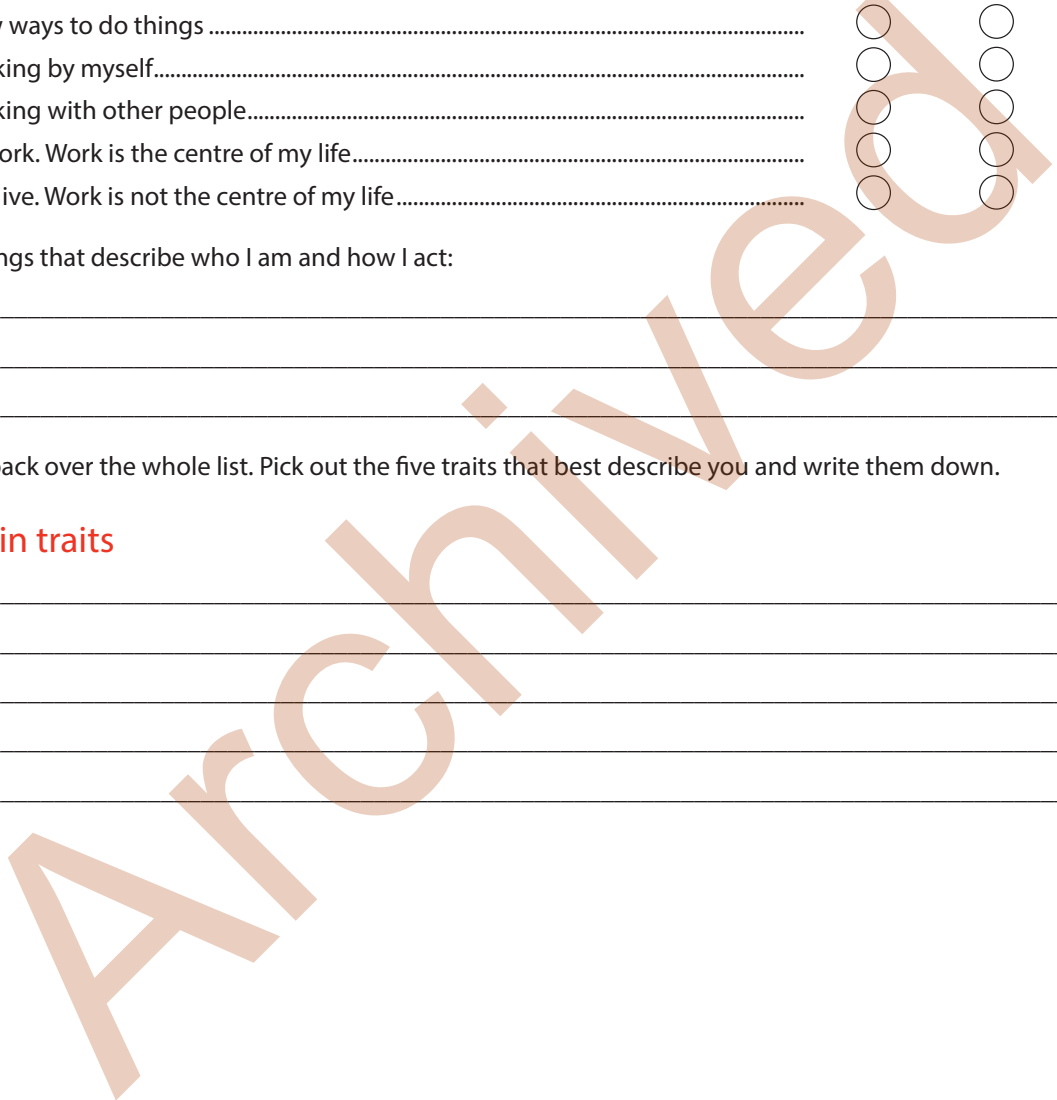 ways to do things
king by myself
king with other people
ork. Work is the centre of my life
ive. Work is not the centre of my life
ngs that describe who I am and how I act:
ack over the whole list. Pick out the five traits that best describe you and write them down.
in traits
Archived